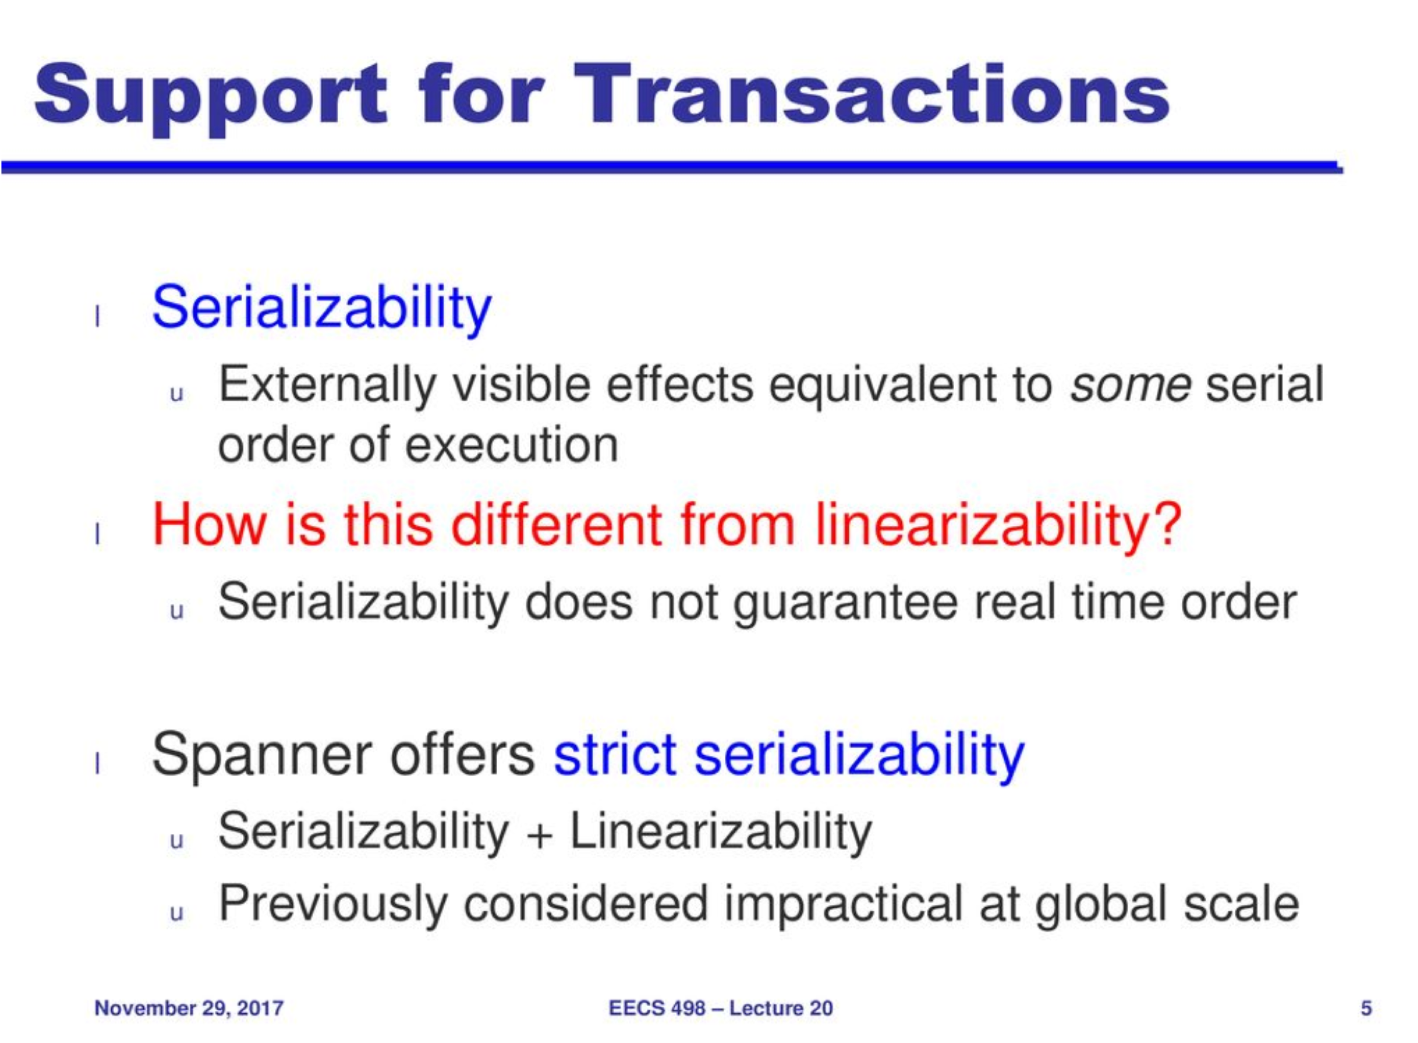 Support for Transactions
l Serializability
u Externally visible effects equivalent to some serial
order of execution
l How is this different from linearizability?
u Serializability does not guarantee real time order
l Spanner offers strict serializability
u Serializability + Linearizability
u Previously considered impractical at global scale
November 29, 2017 EECS 498 – Lecture 20 5